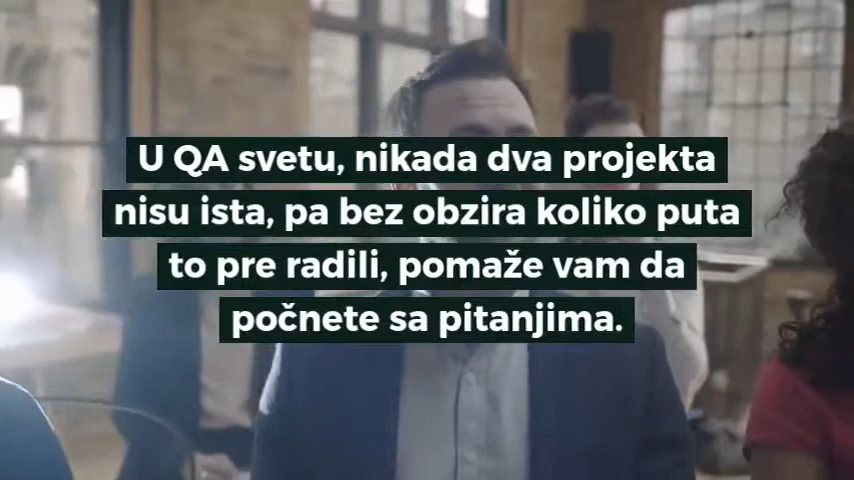 U QA svetu, nikada dva projekta
nisu ista, pa bez obzira koliko puta
to pre radili, pomaže vam da
počnete sa pitanjima.